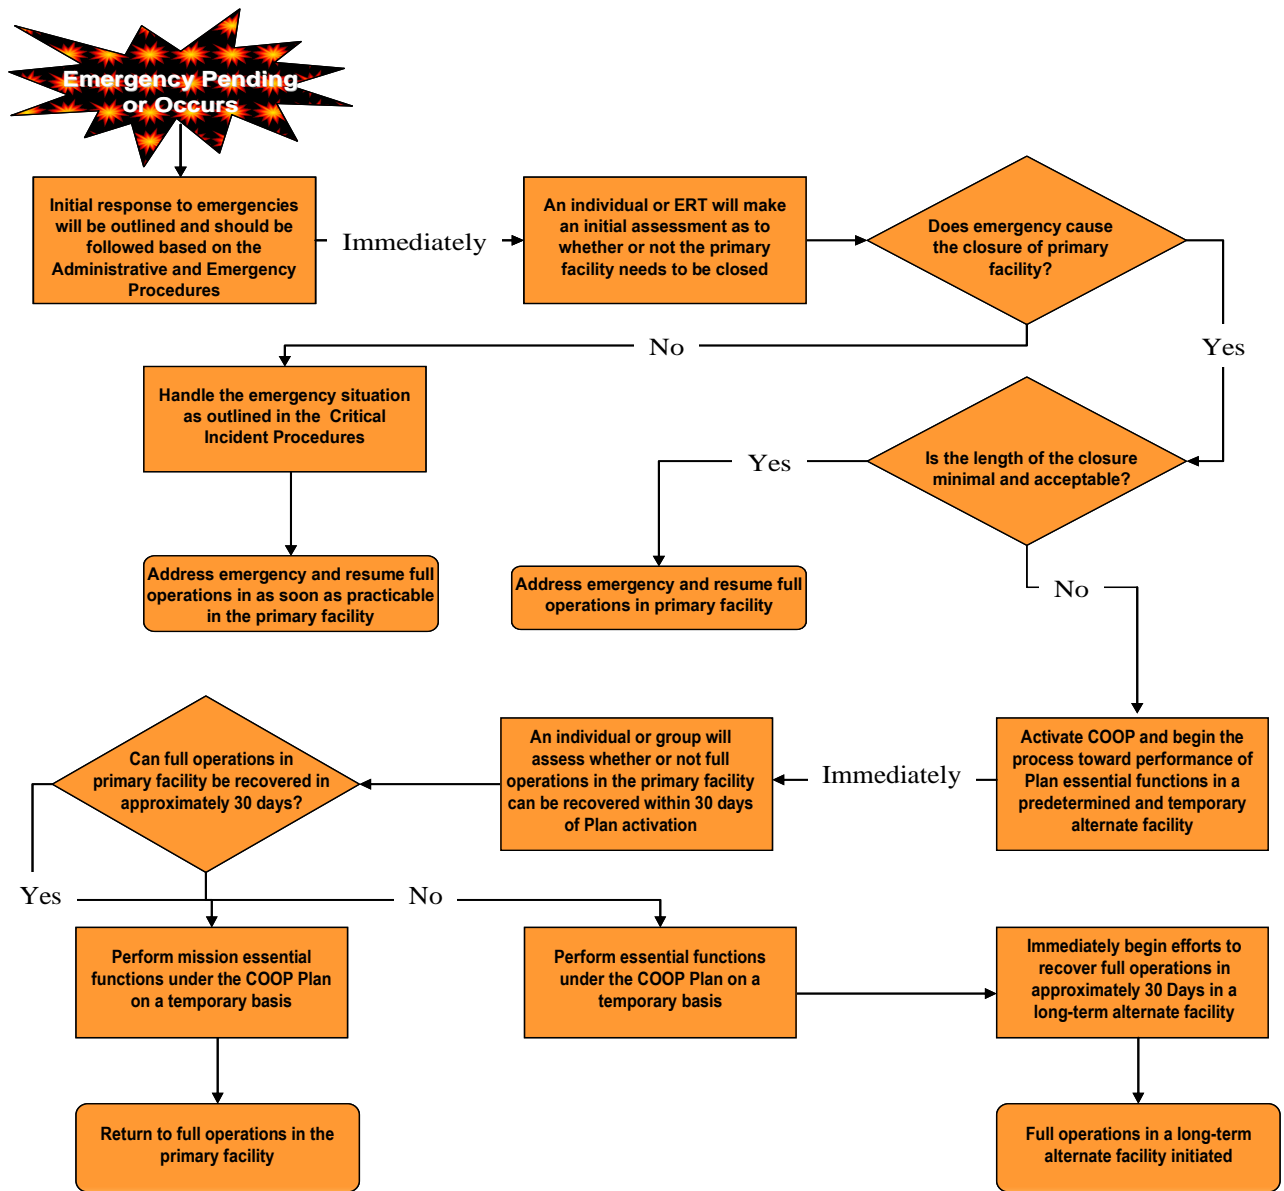 Emergency Pending
or Occurs
Initial response to emergencies
will be outlined and should be
followed based on the
Administrative and Emergency
Procedures
Immediately
An individual or ERT will make
an initial assessment as to
whether or not the primary
facility needs to be closed
Does emergency cause
the closure of primary
facility?
No
Yes
Handle the emergency situation
as outlined in the Critical
Incident Procedures
Is the length of the closure
minimal and acceptable?
Yes
Address emergency and resume full
operations in as soon as practicable
in the primary facility
Address emergency and resume full
operations in primary facility
No
Can full operations in
primary facility be recovered in
approximately 30 days?
An individual or group will
assess whether or not full
operations in the primary facility
can be recovered within 30 days
of Plan activation
Immediately
Activate COOP and begin the
process toward performance of
Plan essential functions in a
predetermined and temporary
alternate facility
Yes
No
Perform mission essential
functions under the COOP Plan
on a temporary basis
Perform essential functions
under the COOP Plan on a
temporary basis
Immediately begin efforts to
recover full operations in
approximately 30 Days in a
long-term alternate facility
Return to full operations in the
primary facility
Full operations in a long-term
alternate facility initiated